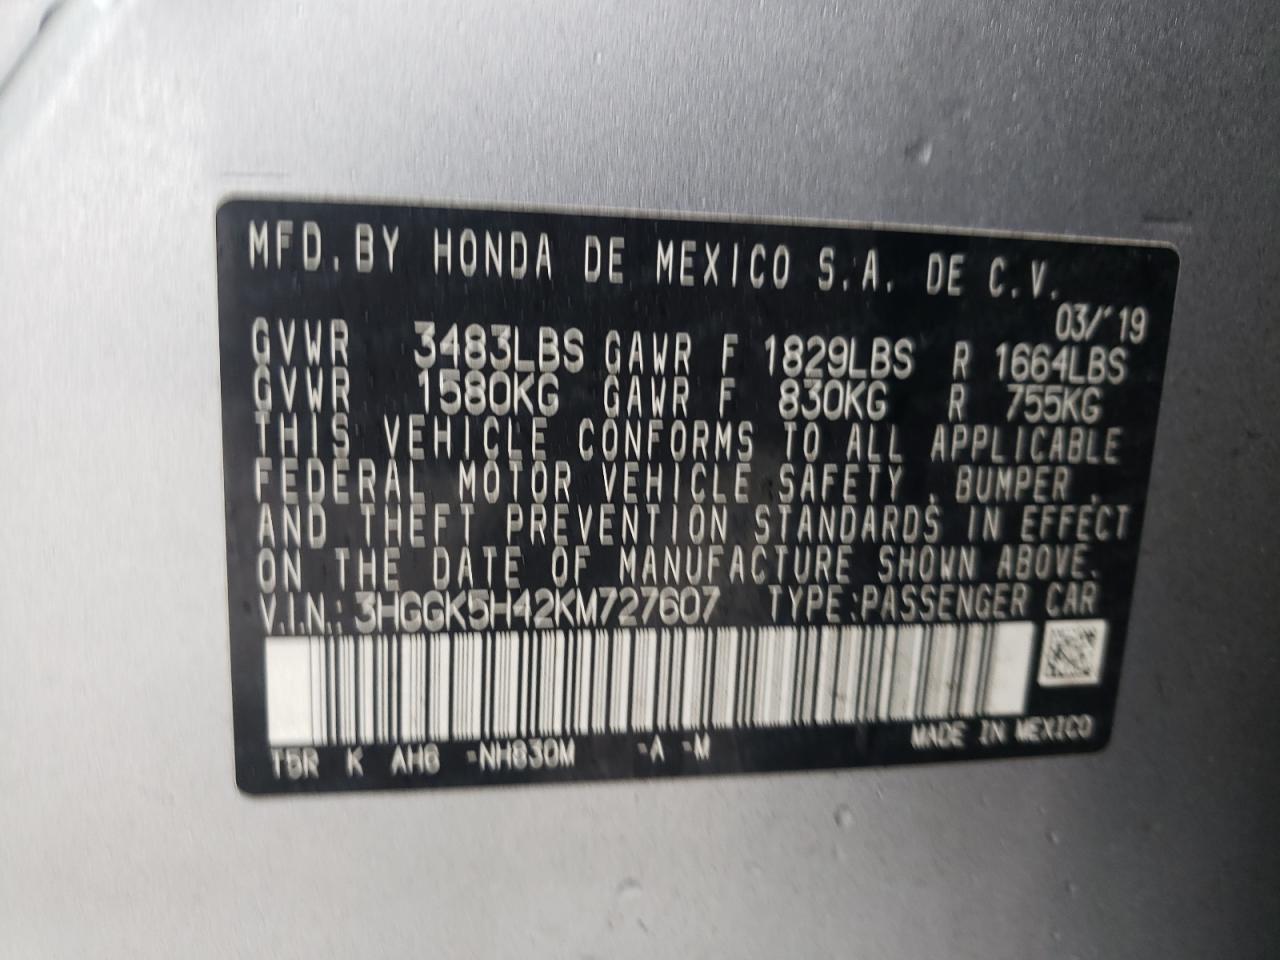 MFD. BY HONDA DE MEXICO S.A. DE C.V.
03/'19
GVWR 3483LBS GAWR F 1829LBS R 1664LBS
GVWR 1580KG GAWR F 830KG R 755KG
THIS VEHICLE CONFORMS TO ALL APPLICABLE
FEDERAL MOTOR VEHICLE SAFETY , BUMPER ,
AND THEFT PREVENTION STANDARDS IN EFFECT
ON THE DATE OF MANUFACTURE SHOWN ABOVE.
V.I.N.: 3HGGK5H42KM727607 TYPE:PASSENGER CAR
T5R K AH6 -NH830M -A -M MADE IN MEXICO